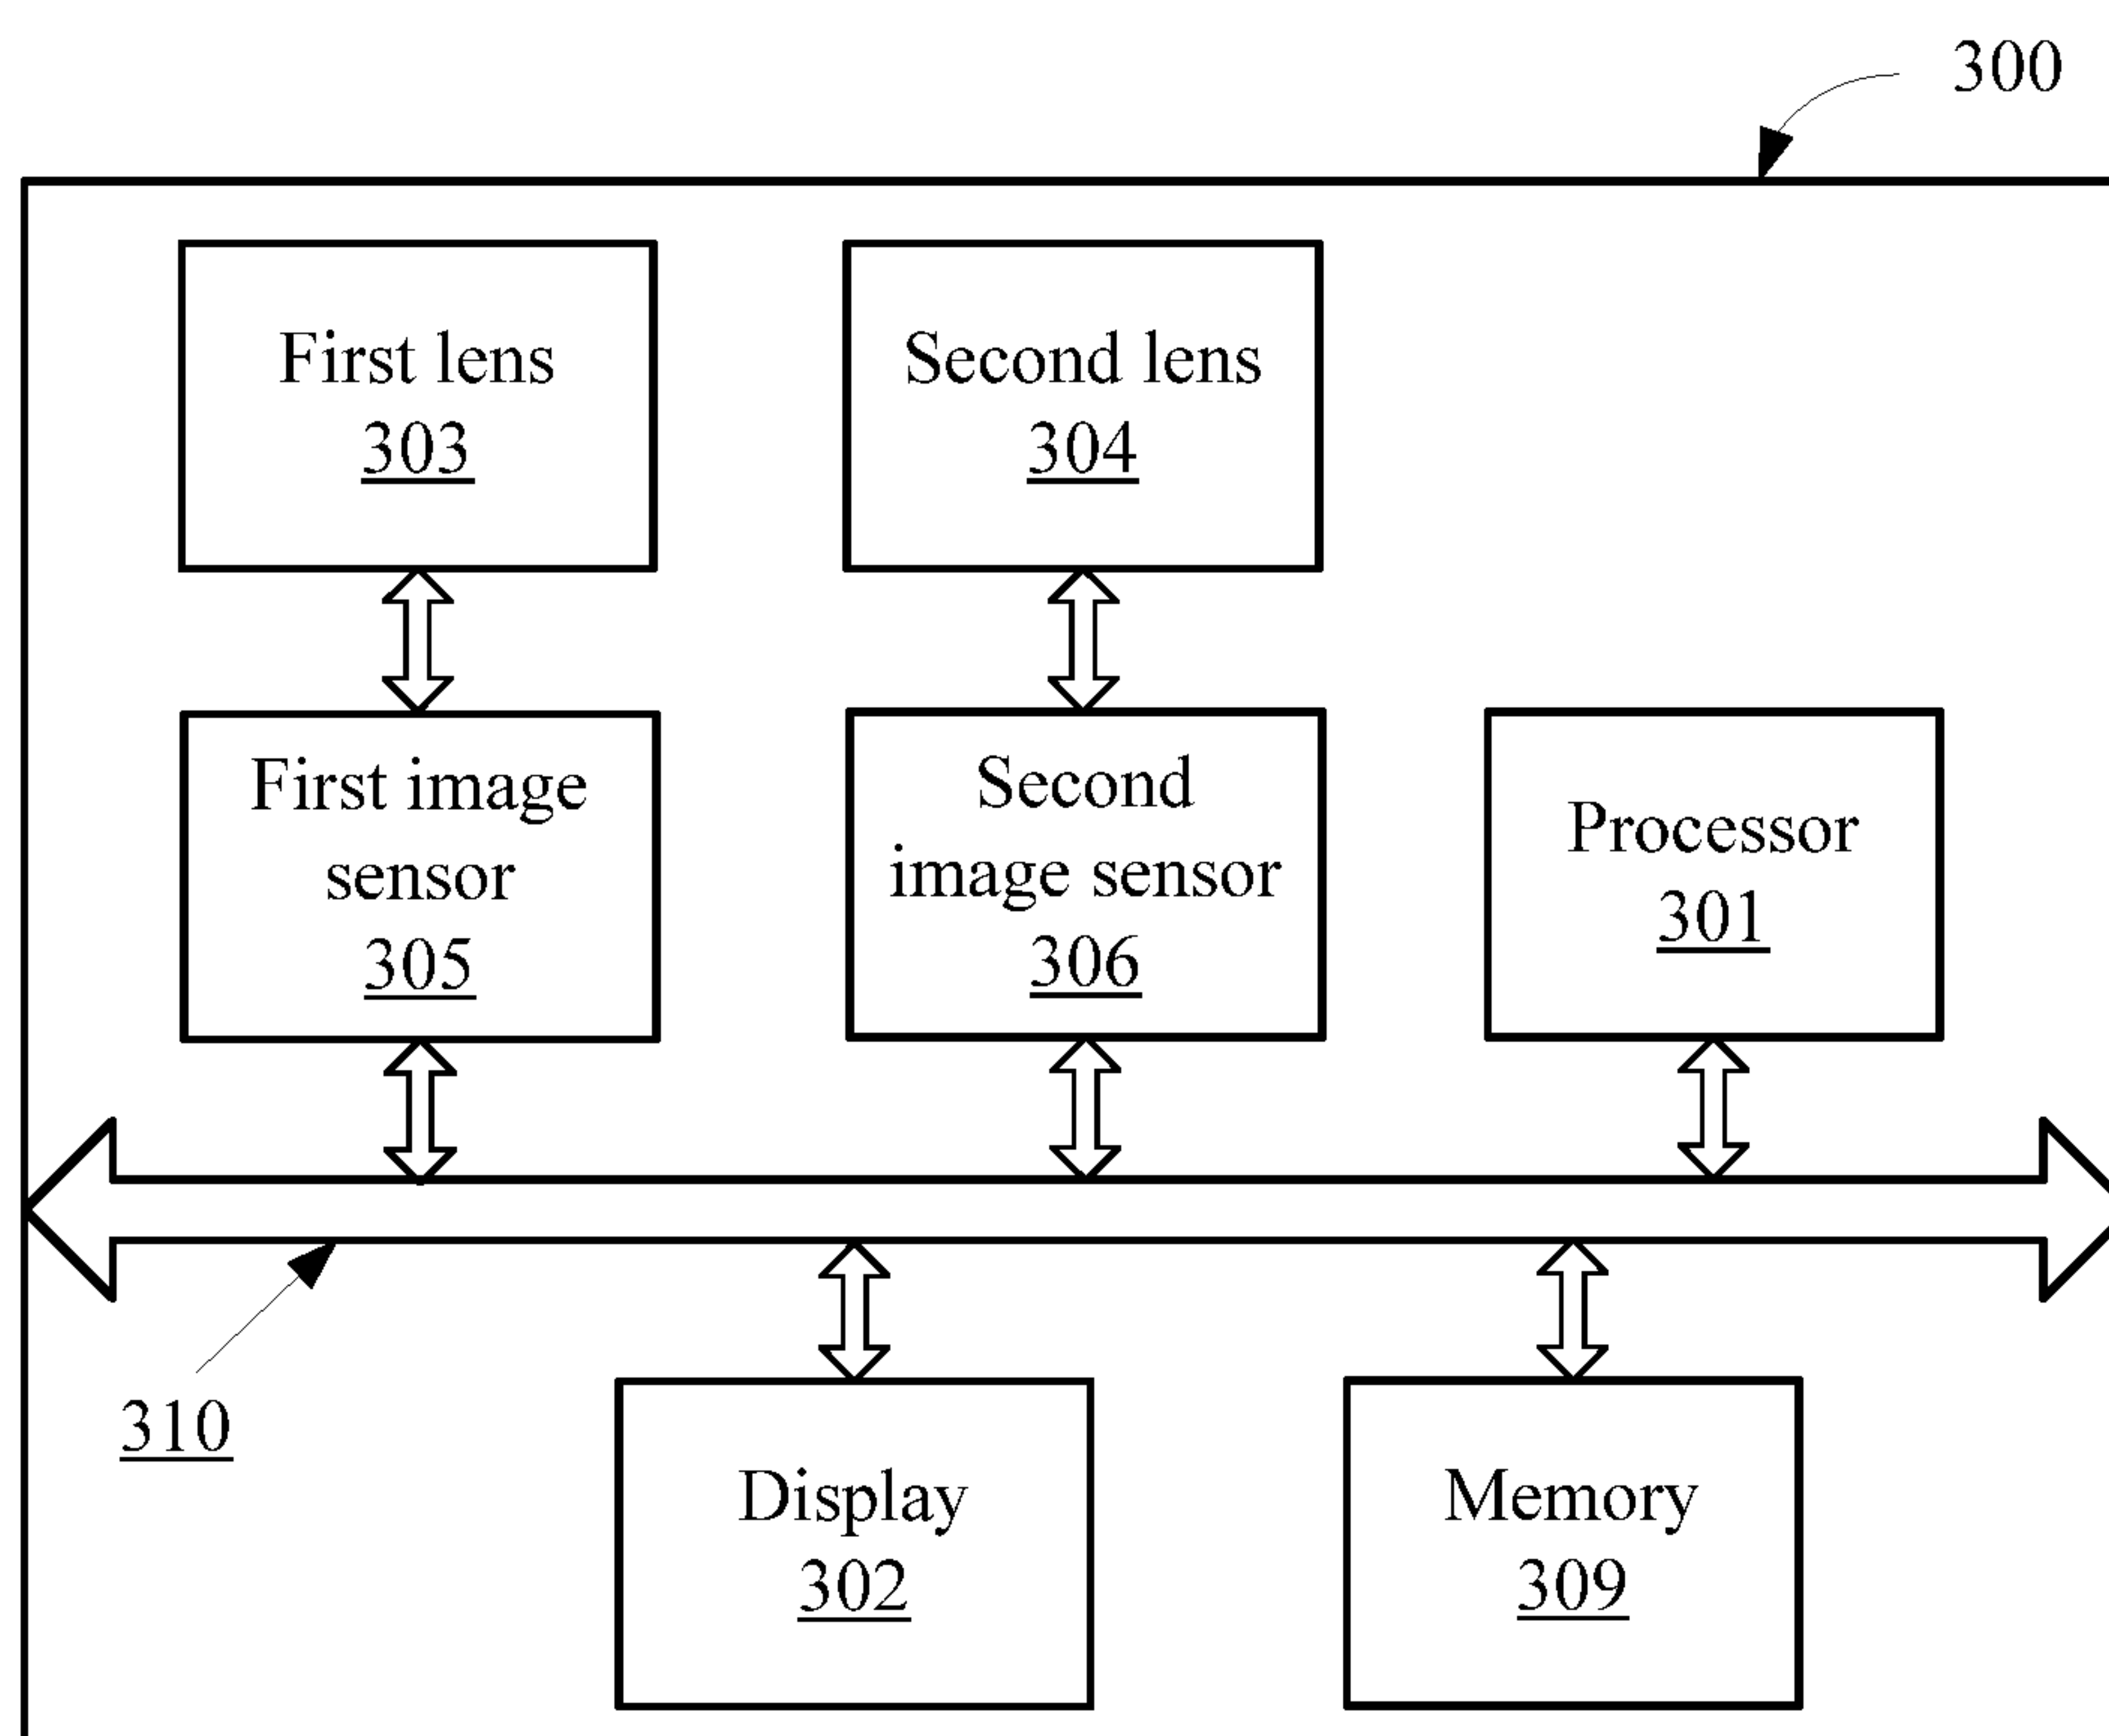 300
First lens
303
Second lens
304
First image
sensor
305
Second
image sensor
306
Processor
301
310
Display
302
Memory
309